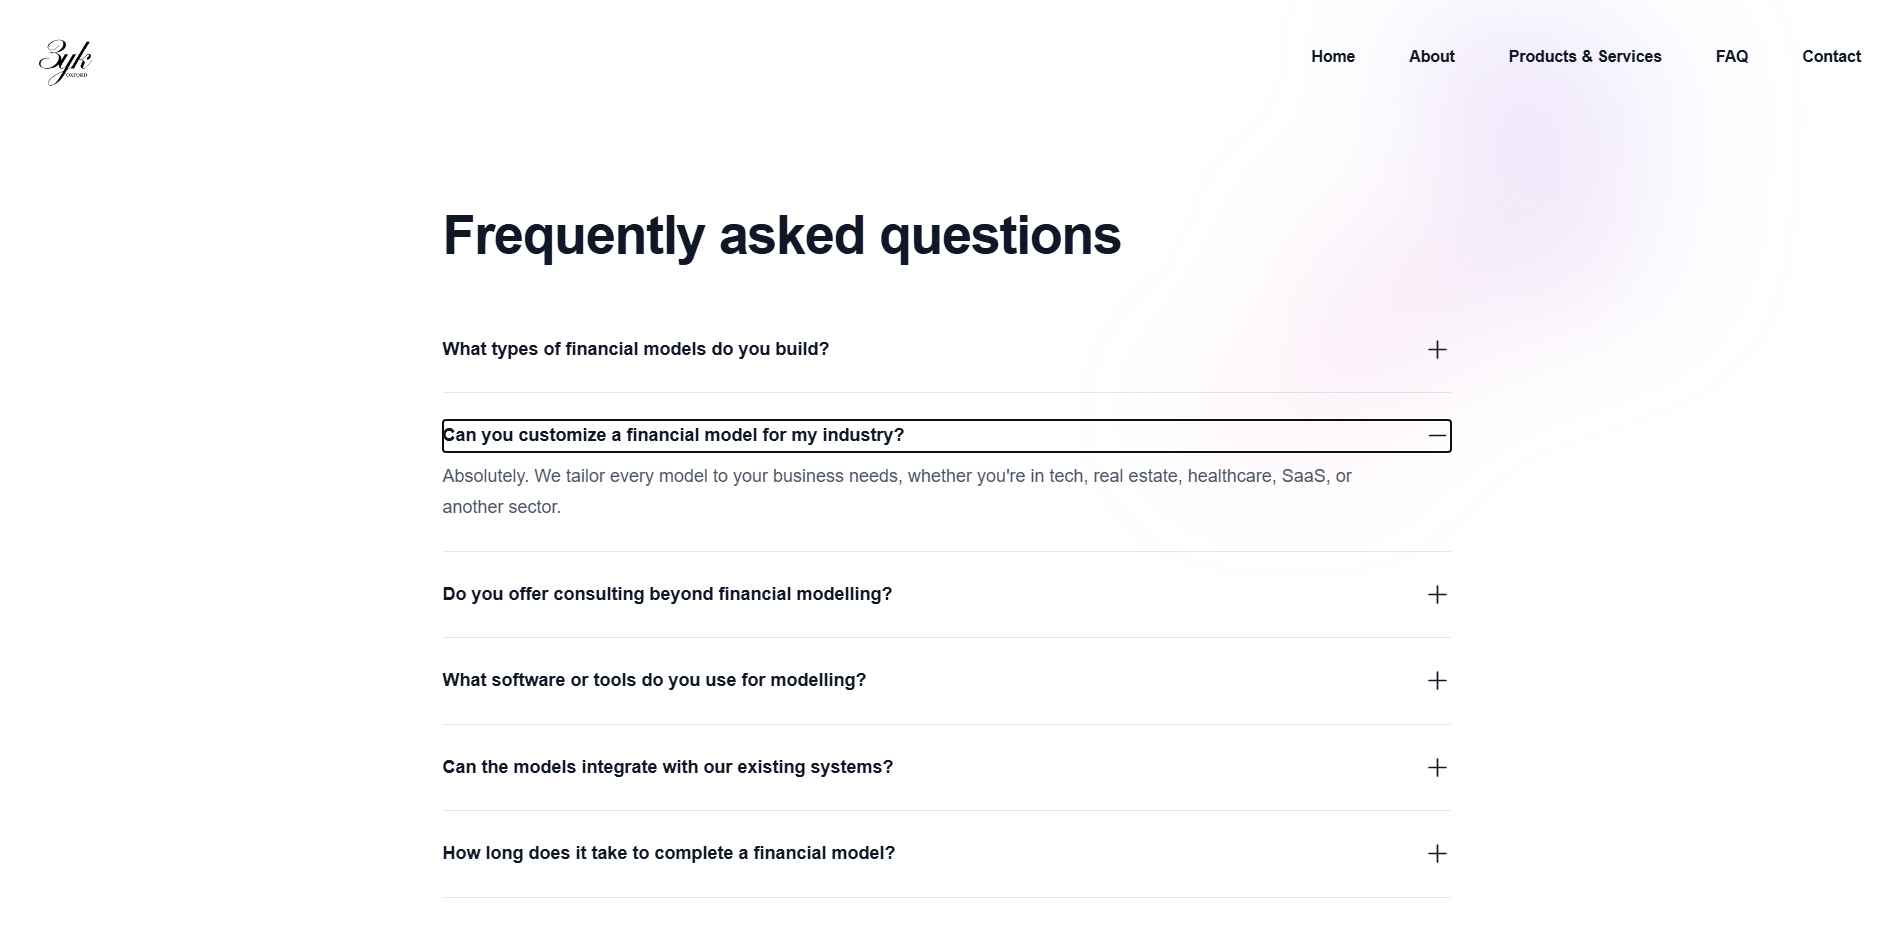 3yk
OXFORD
Home
About
Products & Services
FAQ
Contact
Frequently asked questions
What types of financial models do you build?
Can you customize a financial model for my industry?
Absolutely. We tailor every model to your business needs, whether you're in tech, real estate, healthcare, SaaS, or
another sector.
Do you offer consulting beyond financial modelling?
What software or tools do you use for modelling?
Can the models integrate with our existing systems?
How long does it take to complete a financial model?